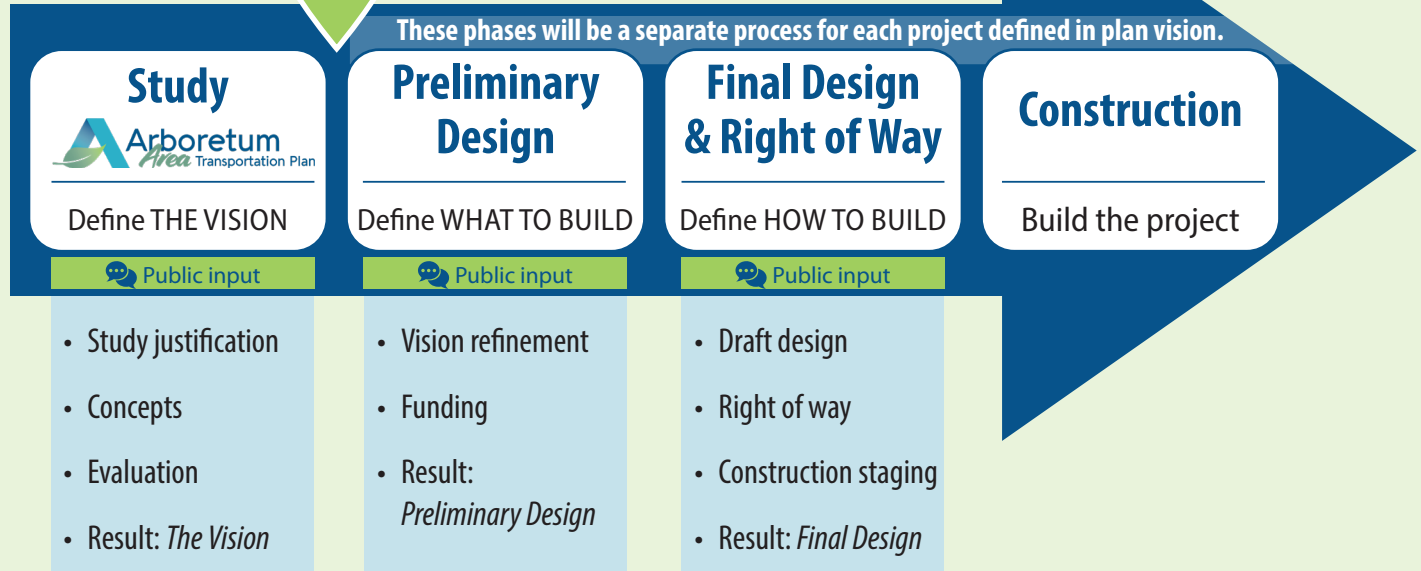 These phases will be a separate process for each project defined in plan vision.
Study
Arboretum
Area Transportation Plan
Define THE VISION
Public input
• Study justification
• Concepts
• Evaluation
• Result: The Vision
Preliminary
Design
Define WHAT TO BUILD
Public input
• Vision refinement
• Funding
• Result:
Preliminary Design
Final Design
& Right of Way
Define HOW TO BUILD
Public input
• Draft design
• Right of way
• Construction staging
• Result: Final Design
Construction
Build the project